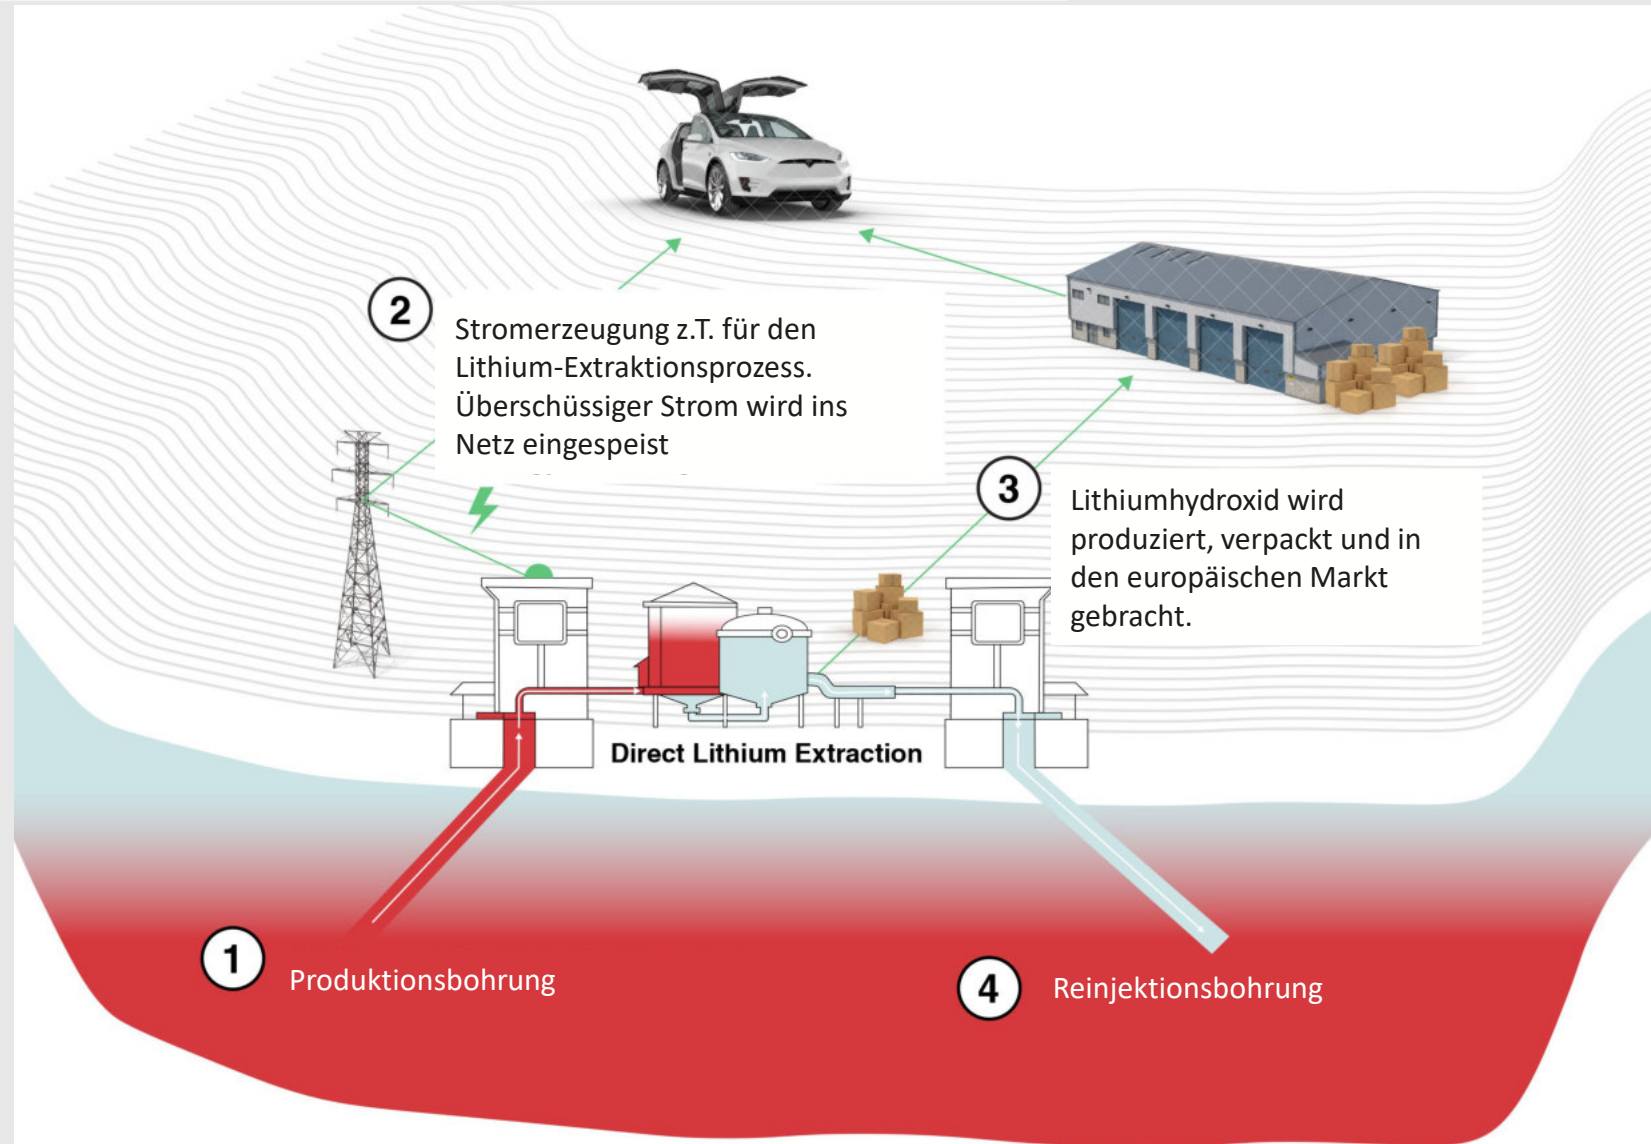 2
Stromerzeugung z.T. für den
Lithium-Extraktionsprozess.
Überschüssiger Strom wird ins
Netz eingespeist
3
Lithiumhydroxid wird
produziert, verpackt und in
den europäischen Markt
gebracht.
Direct Lithium Extraction
1
Produktionsbohrung
4
Reinjektionsbohrung